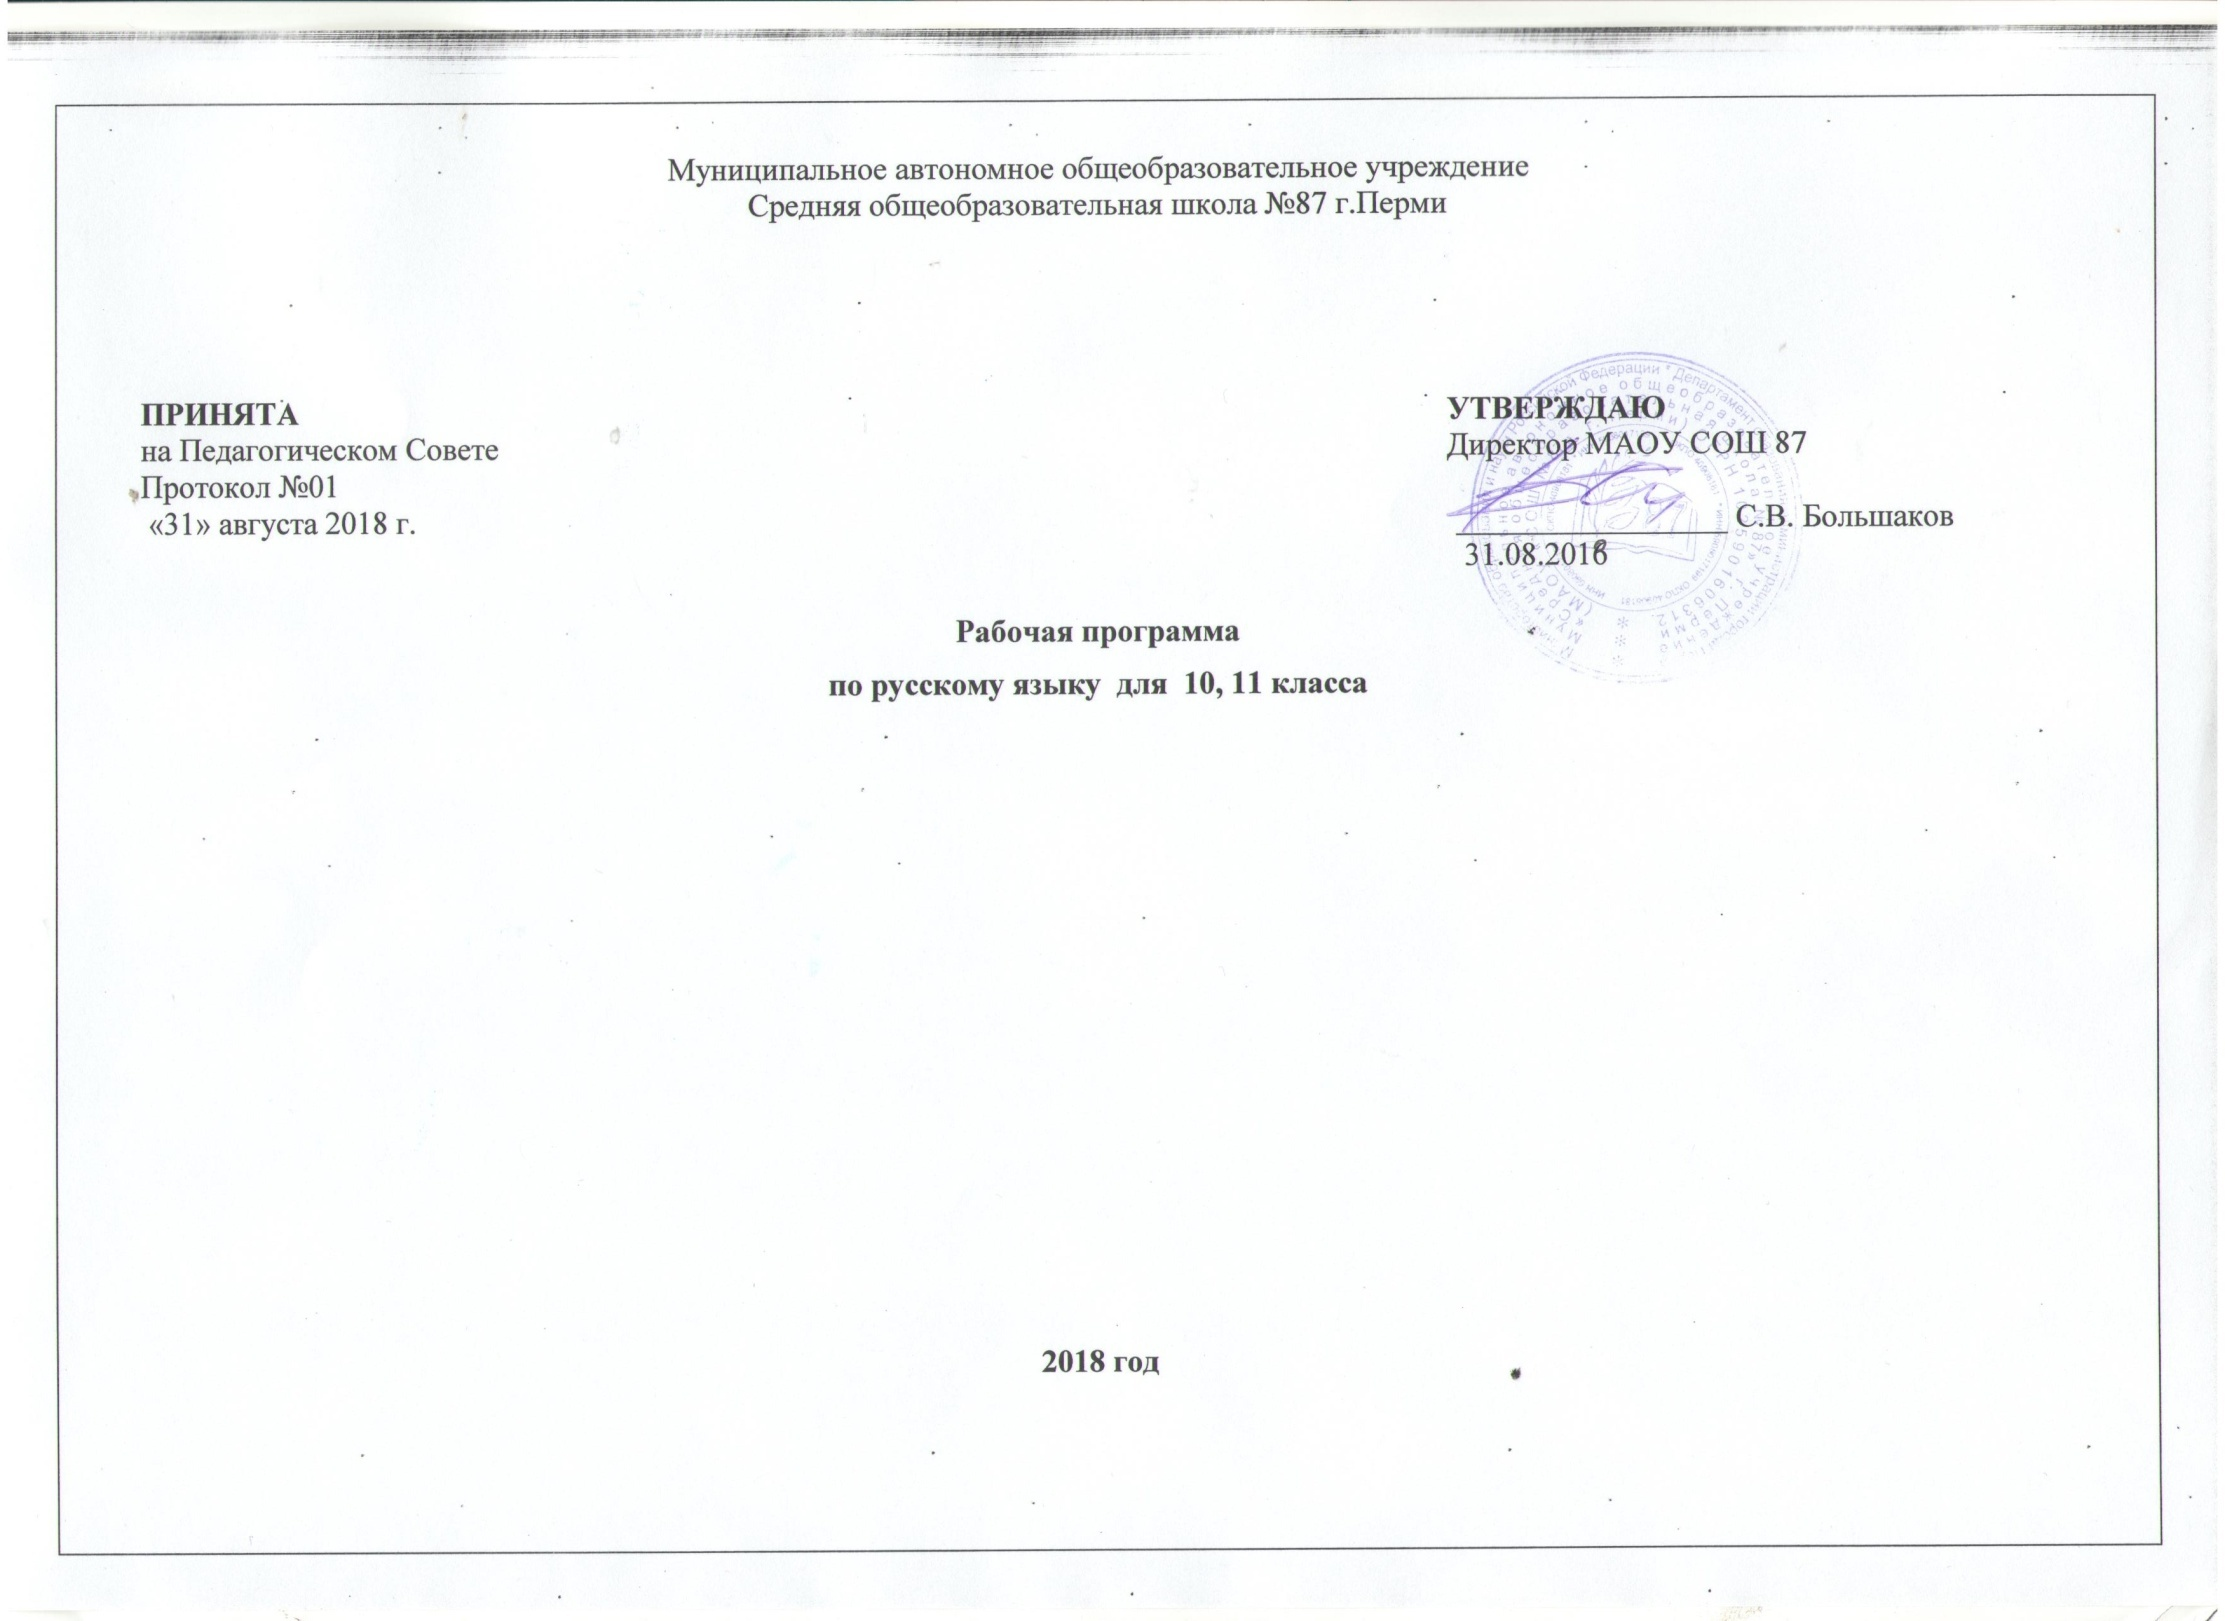 Муниципальное автономное общеобразовательное учреждение
Средняя общеобразовательная школа №87 г.Перми
ПРИНЯТА
на Педагогическом Совете
Протокол №01
«31» августа 2018 г.
УТВЕРЖДАЮ
Директор МАОУ СОШ 87
С.В. Большаков
31.08.2018
Рабочая программа
по русскому языку для 10, 11 класса
2018 год